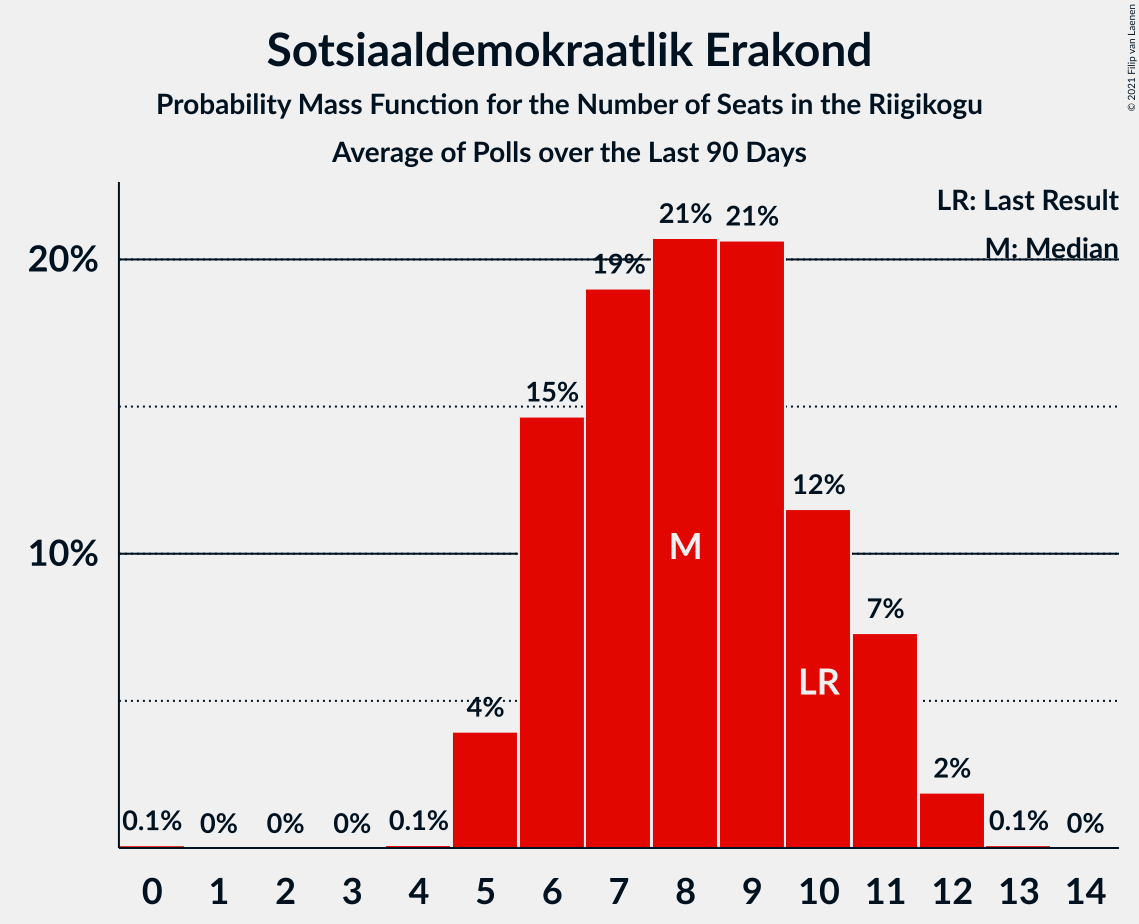 Sotsiaaldemokraatlik Erakond
Probability Mass Function for the Number of Seats in the Riigikogu
Average of Polls over the Last 90 Days
© 2021 Filip van Laenen
LR: Last Result
M: Median
20%
10%
0.1% 0% 0% 0% 0.1% 4% 15% 19% 21% 21% 12% 7% 2% 0.1% 0%
M
LR
0 1 2 3 4 5 6 7 8 9 10 11 12 13 14